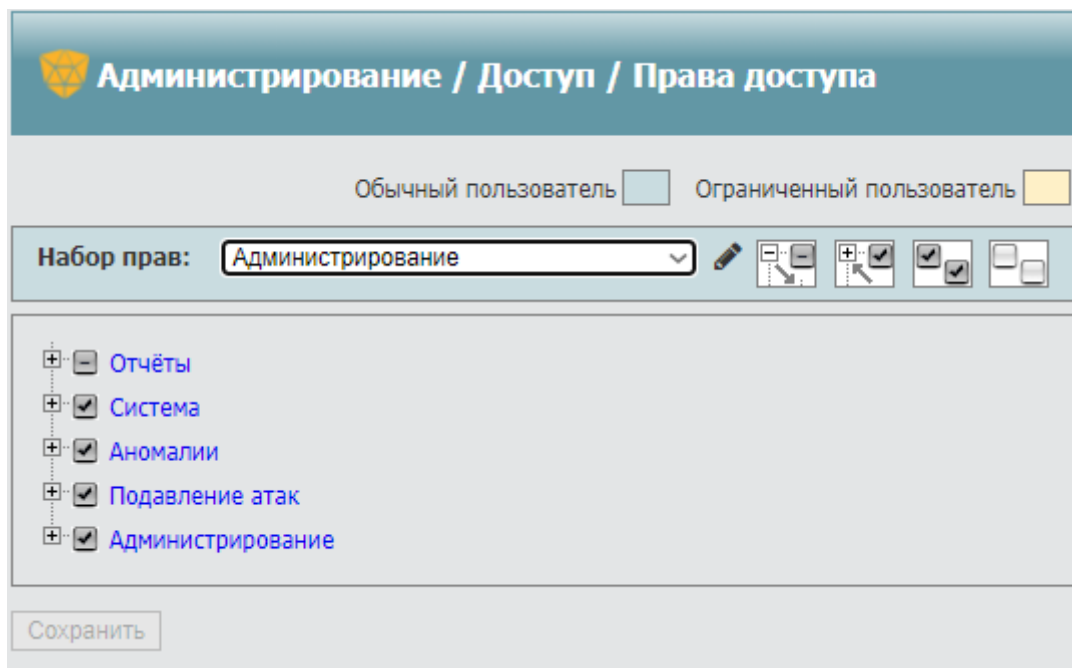 Администрирование / Доступ / Права доступа
Обычный пользователь Ограниченный пользователь
Набор прав: Администрирование
Отчёты
Система
Аномалии
Подавление атак
Администрирование
Сохранить